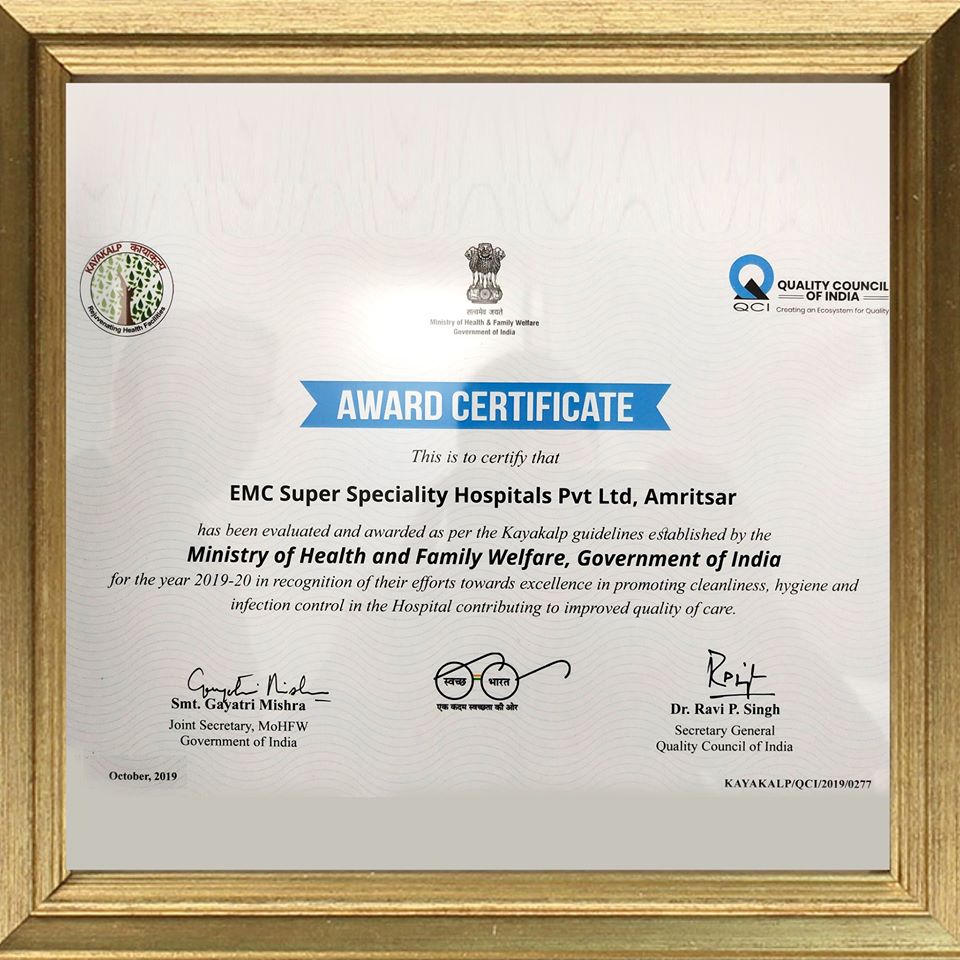 KAYAKALP कायाकल्प
Rejuvenating Health Facilities
सत्यमेव जयते
Ministry of Health & Family Welfare
Government of India
QCI
QUALITY COUNCIL
OF INDIA
Creating an Ecosystem for Quality
AWARD CERTIFICATE
This is to certify that
EMC Super Speciality Hospitals Pvt Ltd, Amritsar
has been evaluated and awarded as per the Kayakalp guidelines established by the
Ministry of Health and Family Welfare, Government of India
for the year 2019-20 in recognition of their efforts towards excellence in promoting cleanliness, hygiene and
infection control in the Hospital contributing to improved quality of care.
Smt. Gayatri Mishra
Joint Secretary, MoHFW
Government of India
स्वच्छ भारत
एक कदम स्वच्छता की ओर
Dr. Ravi P. Singh
Secretary General
Quality Council of India
October, 2019
KAYAKALP/QCI/2019/0277